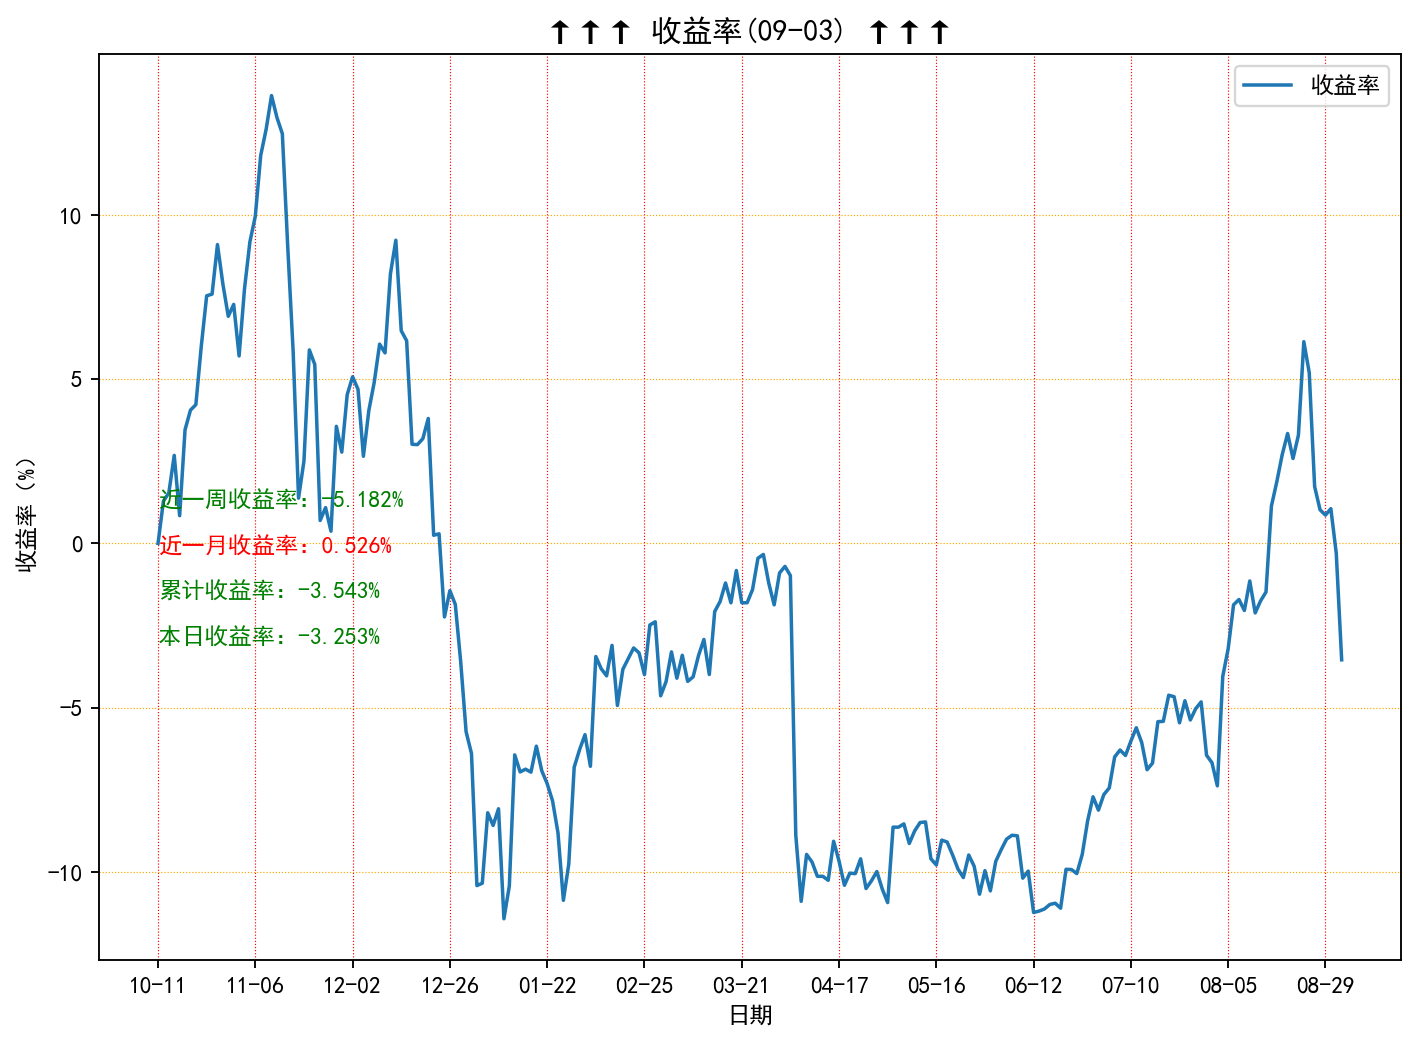 ↑↑↑ 收益率(09-03) ↑↑↑
收益率
10
5
0
-5
-10
收益率 (%)
近一周收益率: -5.182%
近一月收益率: 0.526%
累计收益率: -3.543%
本日收益率: -3.253%
10-11 11-06 12-02 12-26 01-22 02-25 03-21 04-17 05-16 06-12 07-10 08-05 08-29
日期